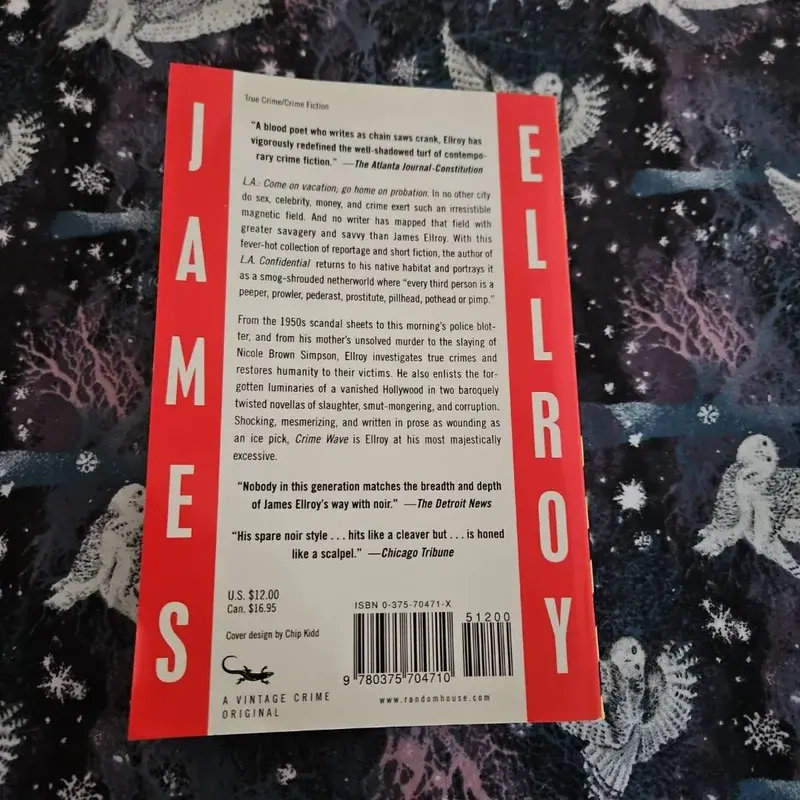 JAMES
ELLROY
True Crime/Crime Fiction
"A blood poet who writes as chain saws crank, Ellroy has
vigorously redefined the well-shadowed turf of contempo-
rary crime fiction." —The Atlanta Journal-Constitution
L.A.: Come on vacation, go home on probation. In no other city
do sex, celebrity, money, and crime exert such an irresistible
magnetic field. And no writer has mapped that field with
greater savagery and savvy than James Ellroy. With this
fever-hot collection of reportage and short fiction, the author of
L.A. Confidential returns to his native habitat and portrays it
as a smog-shrouded netherworld where "every third person is a
peeper, prowler, pederast, prostitute, pillhead, pothead or pimp."
From the 1950s scandal sheets to this morning's police blot-
ter, and from his mother's unsolved murder to the slaying of
Nicole Brown Simpson, Ellroy investigates true crimes and
restores humanity to their victims. He also enlists the for-
gotten luminaries of a vanished Hollywood in two baroquely
twisted novellas of slaughter, smut-mongering, and corruption.
Shocking, mesmerizing, and written in prose as wounding as
an ice pick, Crime Wave is Ellroy at his most majestically
excessive.
"Nobody in this generation matches the breadth and depth
of James Ellroy's way with noir." —The Detroit News
"His spare noir style . . . hits like a cleaver but . . . is honed
like a scalpel." —Chicago Tribune
U.S. $12.00
Can. $16.95
Cover design by Chip Kidd
A VINTAGE CRIME
ORIGINAL
ISBN 0-375-70471-X
51200
9 780375 704710
www.randomhouse.com